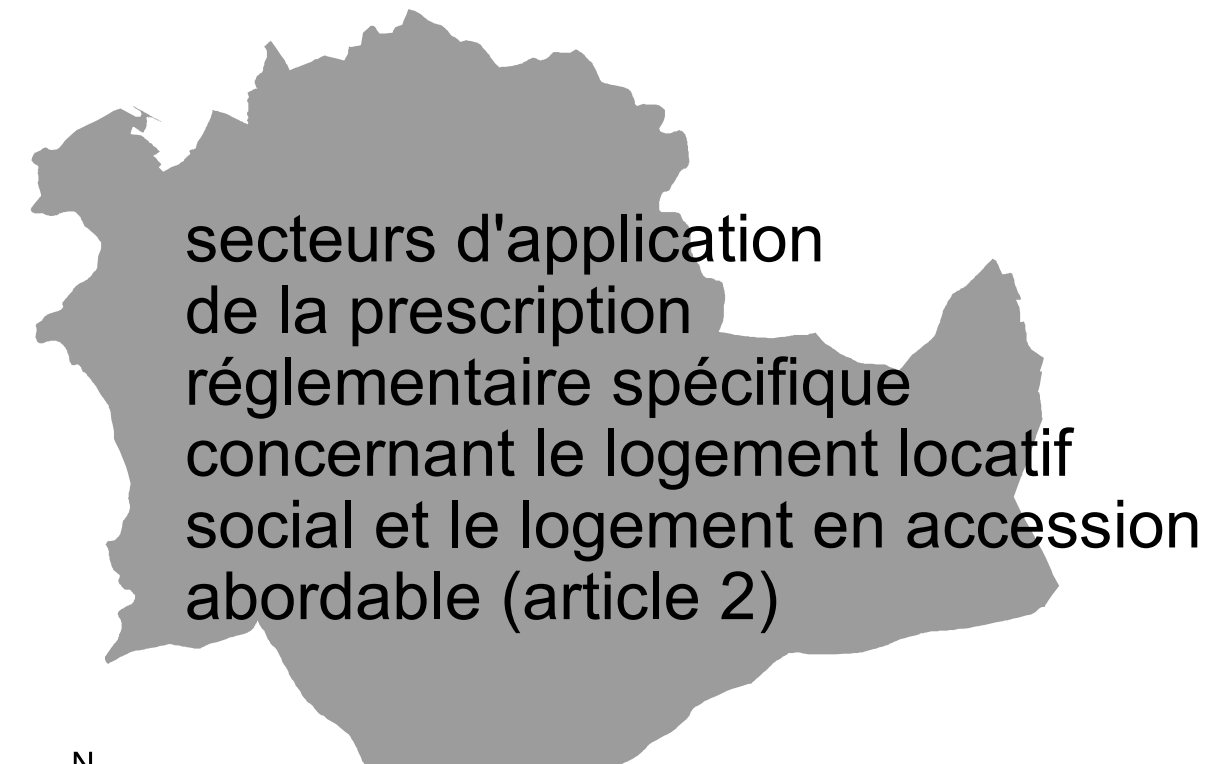 secteurs d'application
de la prescription
réglementaire spécifique
concernant le logement locatif
social et le logement en accession
abordable (article 2)
N